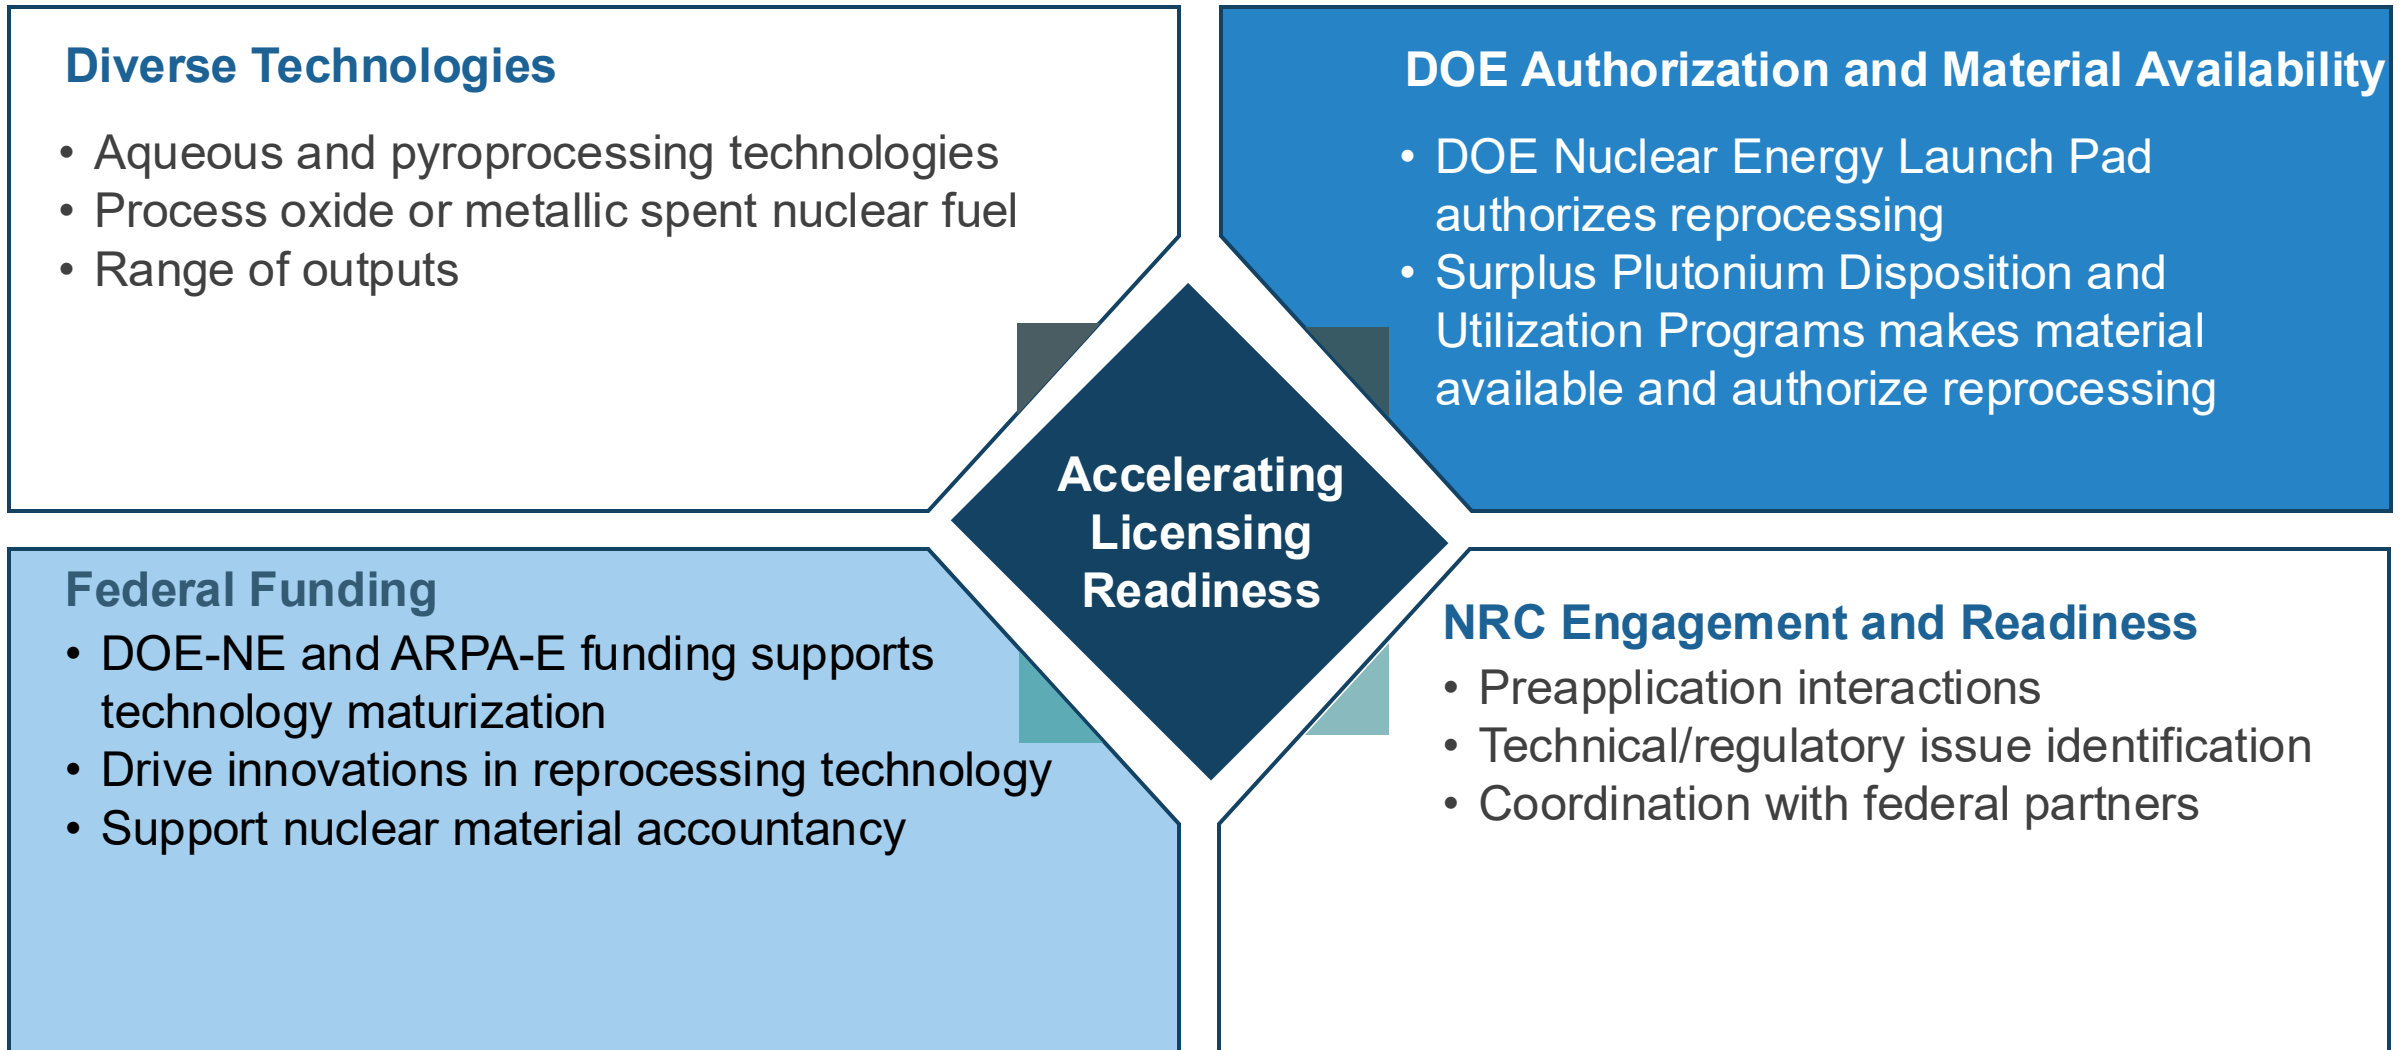 Diverse Technologies
• Aqueous and pyroprocessing technologies
• Process oxide or metallic spent nuclear fuel
• Range of outputs
DOE Authorization and Material Availability
• DOE Nuclear Energy Launch Pad
authorizes reprocessing
• Surplus Plutonium Disposition and
Utilization Programs makes material
available and authorize reprocessing
Accelerating
Licensing
Readiness
Federal Funding
• DOE-NE and ARPA-E funding supports
technology maturization
• Drive innovations in reprocessing technology
• Support nuclear material accountancy
NRC Engagement and Readiness
• Preapplication interactions
• Technical/regulatory issue identification
• Coordination with federal partners